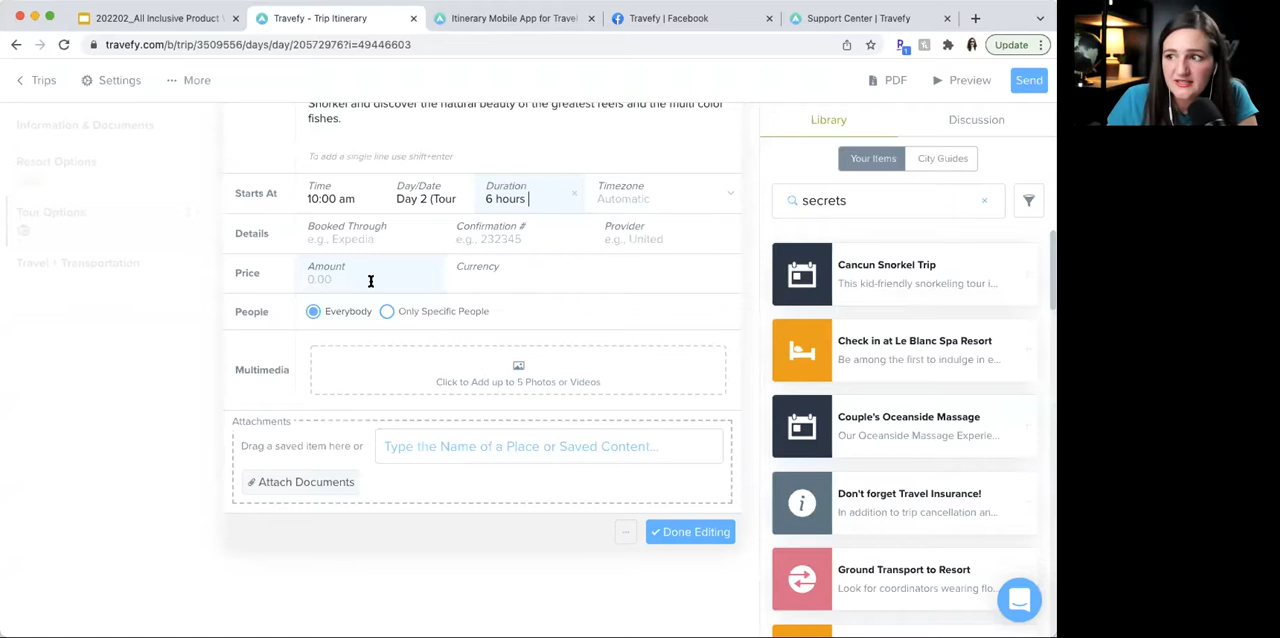 202202_All Inclusive Product
Travefy - Trip Itinerary
Itinerary Mobile App for Travel
Travefy | Facebook
Support Center | Travefy
travefy.com/b/trip/3509556/days/day/20572976?i=49446603
Update
Trips
Settings
More
PDF
Preview
Send
Information & Documents
Resort Options
Tour Options
Travel + Transportation
Snorkel and discover the natural beauty of the greatest reefs and the multi color
fishes.
To add a single line use shift+enter
Starts At
Time
10:00 am
Day/Date
Day 2 (Tour
Duration
6 hours
Timezone
Automatic
Details
Booked Through
e.g., Expedia
Confirmation #
e.g., 232345
Provider
e.g., United
Price
Amount
0.00
Currency
People
Everybody
Only Specific People
Multimedia
Click to Add up to 5 Photos or Videos
Attachments
Drag a saved item here or
Type the Name of a Place or Saved Content...
Attach Documents
Done Editing
Library
Discussion
Your Items
City Guides
secrets
Cancun Snorkel Trip
This kid-friendly snorkeling tour i...
Check in at Le Blanc Spa Resort
Be among the first to indulge in e...
Couple's Oceanside Massage
Our Oceanside Massage Experie...
Don't forget Travel Insurance!
In addition to trip cancellation an...
Ground Transport to Resort
Look for coordinators wearing flo...